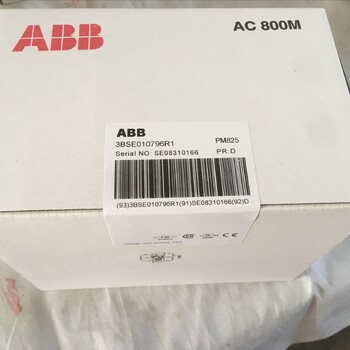 ABB
AC 800M
ABB
3BSE010796R1
PM825
Serial NO: SE08310166
PR:D
(93)3BSE010796R1(91)SE08310166(92)D